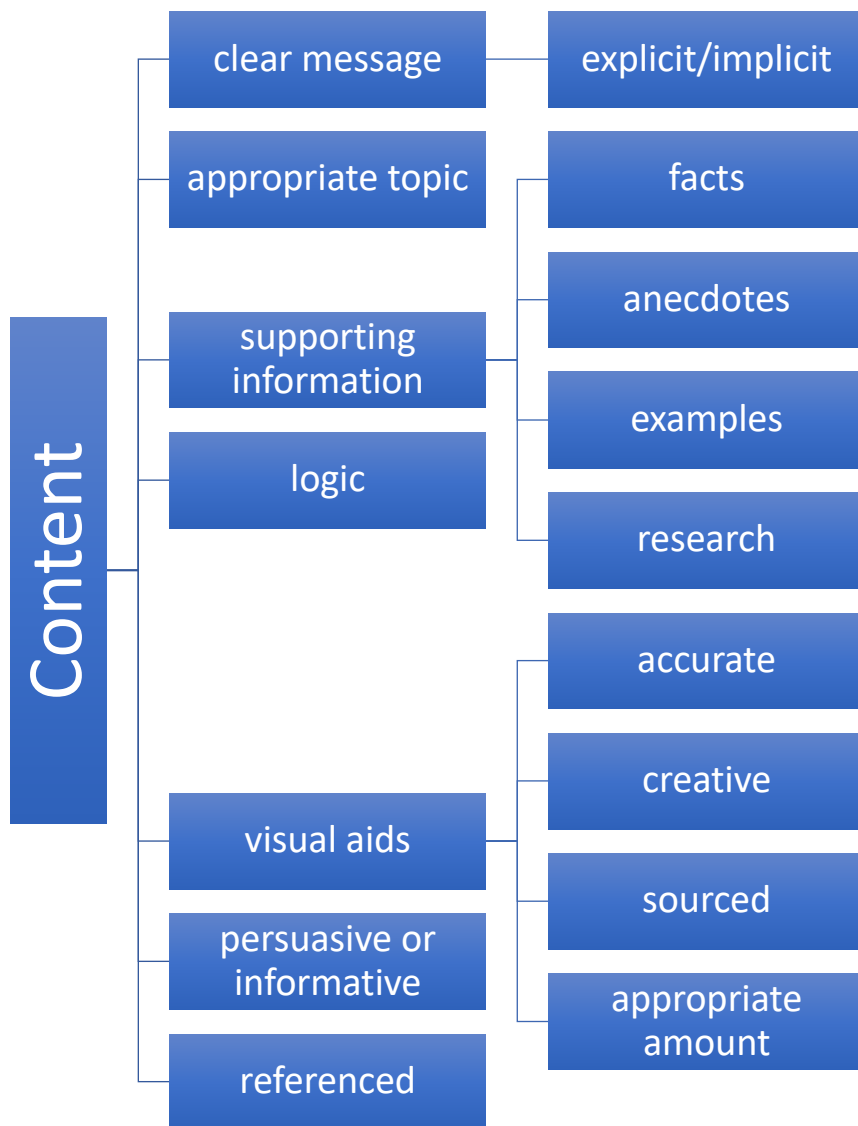 Content
clear message
explicit/implicit
appropriate topic
supporting
information
facts
anecdotes
examples
research
logic
visual aids
accurate
creative
sourced
appropriate
amount
persuasive or
informative
referenced